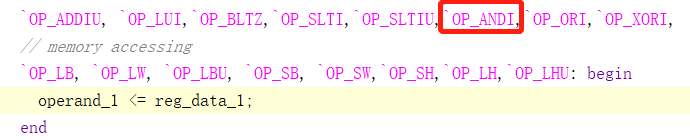 `OP_ADDIU, `OP_LUI,`OP_BLTZ, `OP_SLTI,`OP_SLTIU,`OP_ANDI,`OP_ORI,`OP_XORI,
// memory accessing
`OP_LB, `OP_LW, `OP_LBU, `OP_SB, `OP_SW,`OP_SH,`OP_LH,`OP_LHU: begin
operand_1 <= reg_data_1;
end